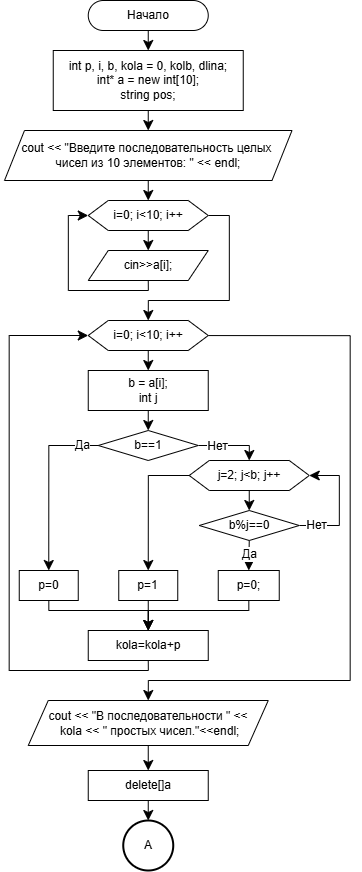 Начало
int p, i, b, kola = 0, kolb, dlina;
int* a = new int[10];
string pos;
cout << "Введите последовательность целых
чисел из 10 элементов: " << endl;
i=0; i<10; i++
cin>>a[i];
i=0; i<10; i++
b = a[i];
int j
b==1
Да
Нет
j=2; j<b; j++
b%j==0
Нет
Да
p=0
p=1
p=0;
kola=kola+p
cout << "В последовательности " <<
kola << " простых чисел."<<endl;
delete[]a
А